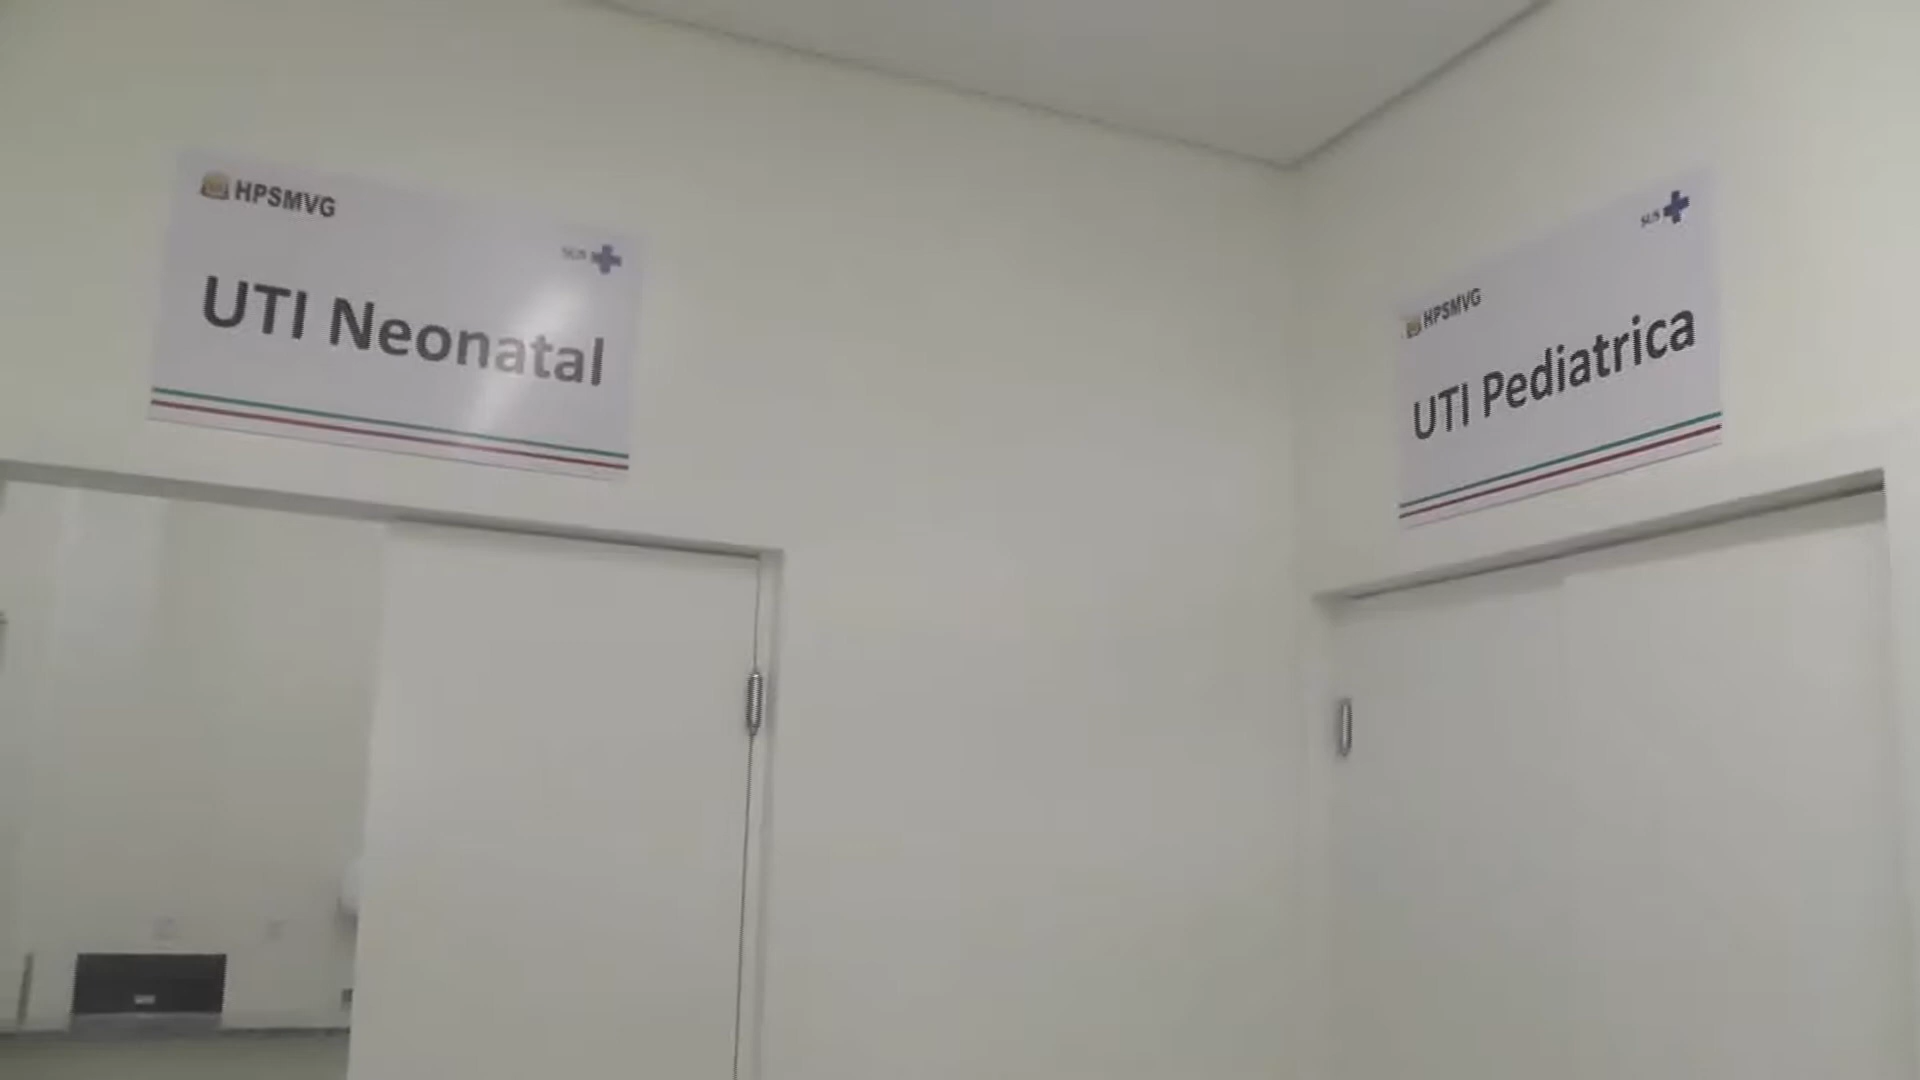 HPSMVG
SUS
UTI Neonatal
SUS
HPSMVG
UTI Pediatrica